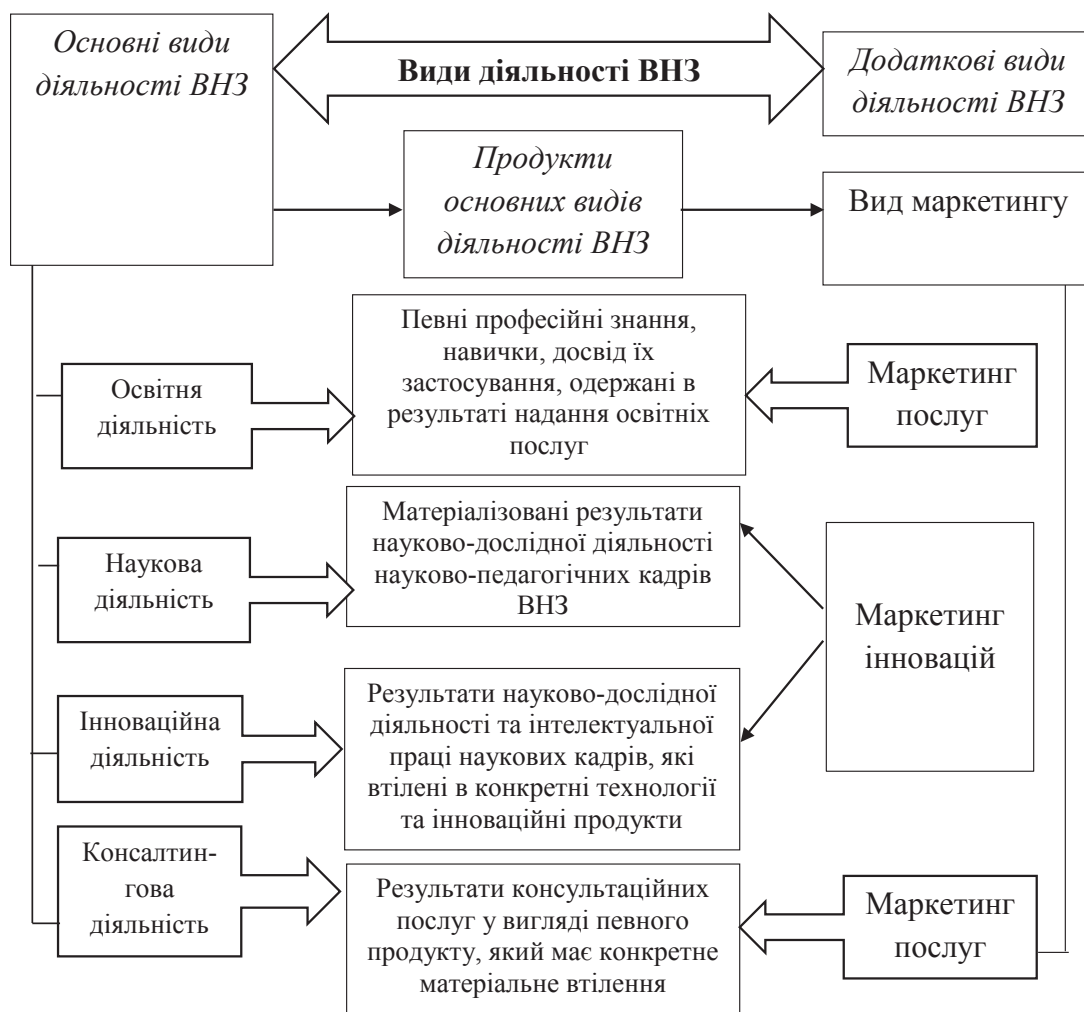 Основні види
діяльності ВНЗ
Види діяльності ВНЗ
Додаткові види
діяльності ВНЗ
Продукти
основних видів
діяльності ВНЗ
Вид маркетингу
Освітня
діяльність
Певні професійні знання,
навички, досвід їх
застосування, одержані в
результаті надання освітніх
послуг
Маркетинг
послуг
Наукова
діяльність
Матеріалізовані результати
науково-дослідної діяльності
науково-педагогічних кадрів
ВНЗ
Маркетинг
інновацій
Інноваційна
діяльність
Результати науково-дослідної
діяльності та інтелектуальної
праці наукових кадрів, які
втілені в конкретні технології
та інноваційні продукти
Консалтин-
гова
діяльність
Результати консультаційних
послуг у вигляді певного
продукту, який має конкретне
матеріальне втілення
Маркетинг
послуг